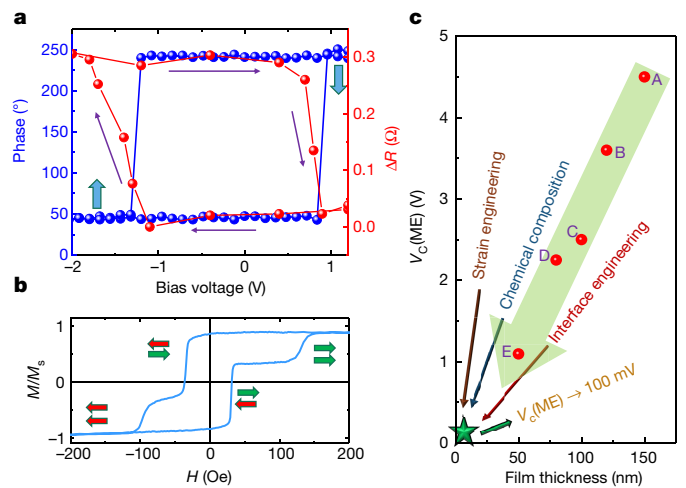 a
250
200
150
100
50
0
Phase (°)
0.3
0.2
0.1
0.0
ΔR (Ω)
−2
−1
0
1
Bias voltage (V)
b
1
0
−1
M/Ms
−200
−100
0
100
200
H (Oe)
c
5
4
3
2
1
0
VC(ME) (V)
A
B
C
D
E
Strain engineering
Chemical composition
Interface engineering
Vc(ME) → 100 mV
0
50
100
150
Film thickness (nm)